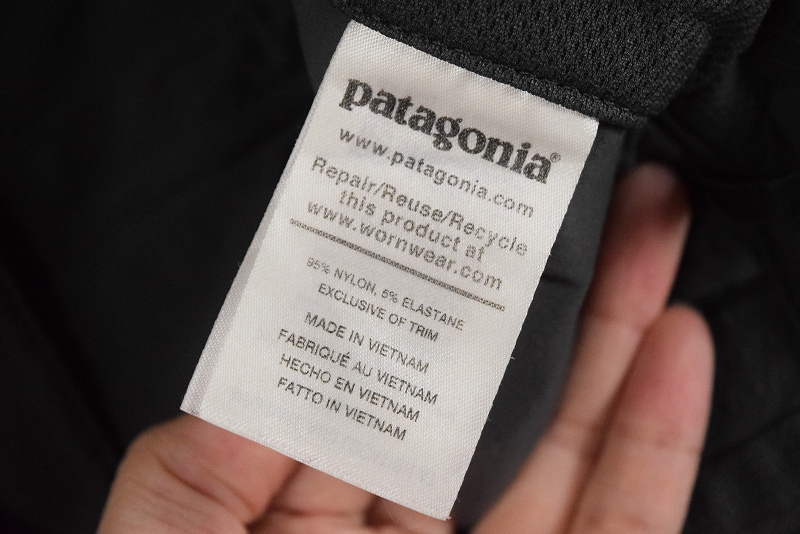 patagonia®
www.patagonia.com
Repair/Reuse/Recycle
this product at
www.wornwear.com
95% NYLON, 5% ELASTANE
EXCLUSIVE OF TRIM
MADE IN VIETNAM
FABRIQUÉ AU VIETNAM
HECHO EN VIETNAM
FATTO IN VIETNAM